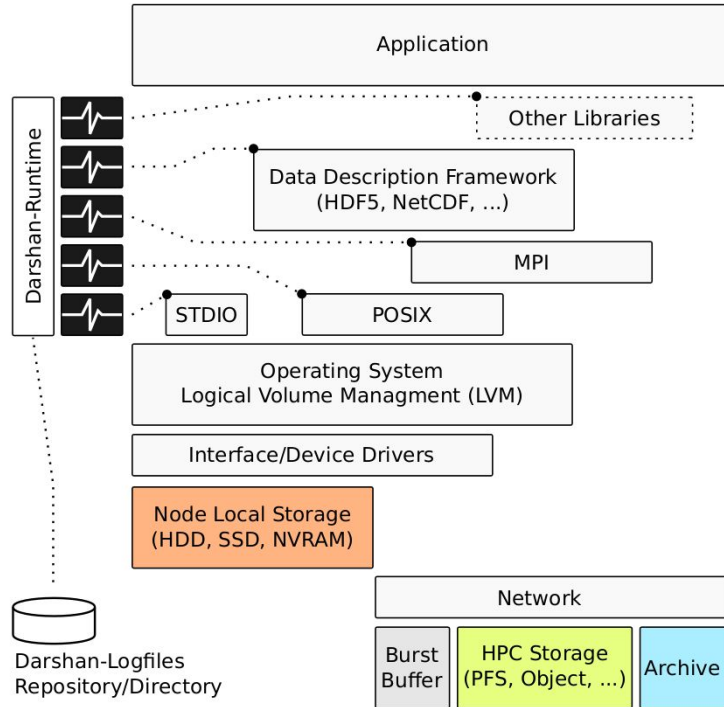 Application
Darshan-Runtime
Other Libraries
Data Description Framework
(HDF5, NetCDF, ...)
MPI
STDIO
POSIX
Operating System
Logical Volume Managment (LVM)
Interface/Device Drivers
Node Local Storage
(HDD, SSD, NVRAM)
Network
Burst
Buffer
HPC Storage
(PFS, Object, ...)
Archive
Darshan-Logfiles
Repository/Directory